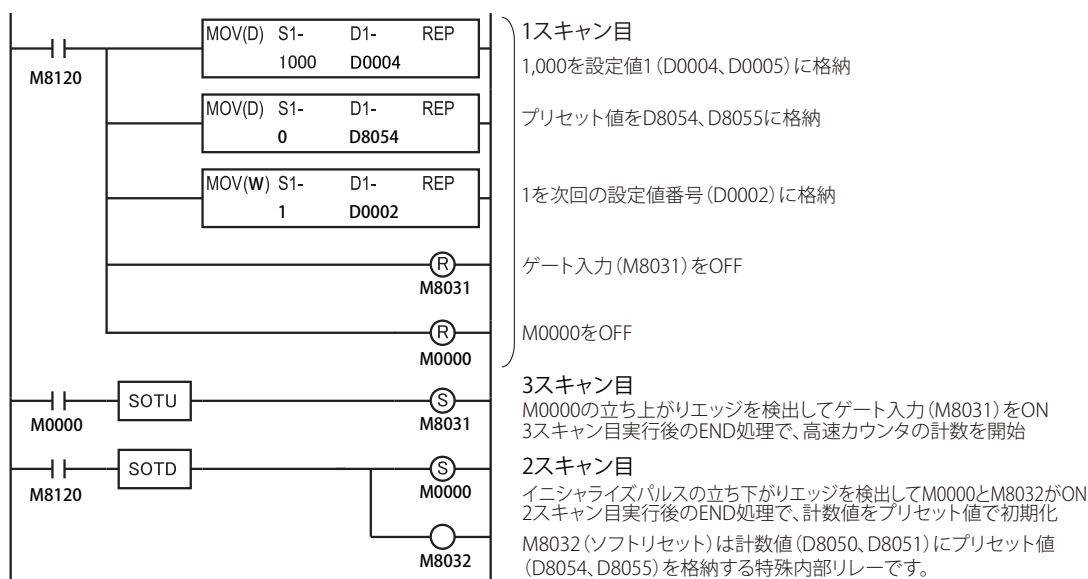 MOV(D) S1- D1- REP
1000 D0004
M8120
1スキャン目
1,000を設定値1（D0004、D0005）に格納
MOV(D) S1- D1- REP
0 D8054
プリセット値をD8054、D8055に格納
MOV(W) S1- D1- REP
1 D0002
1を次回の設定値番号（D0002）に格納
R
M8031
ゲート入力（M8031）をOFF
R
M0000
M0000をOFF
M0000
SOTU
S
M8031
3スキャン目
M0000の立ち上がりエッジを検出してゲート入力（M8031）をON
3スキャン目実行後のEND処理で、高速カウンタの計数を開始
M8120
SOTD
S
M0000
M8032
2スキャン目
イニシャライズパルスの立ち下がりエッジを検出してM0000とM8032がON
2スキャン目実行後のEND処理で、計数値をプリセット値で初期化
M8032（ソフトリセット）は計数値（D8050、D8051）にプリセット値
（D8054、D8055）を格納する特殊内部リレーです。